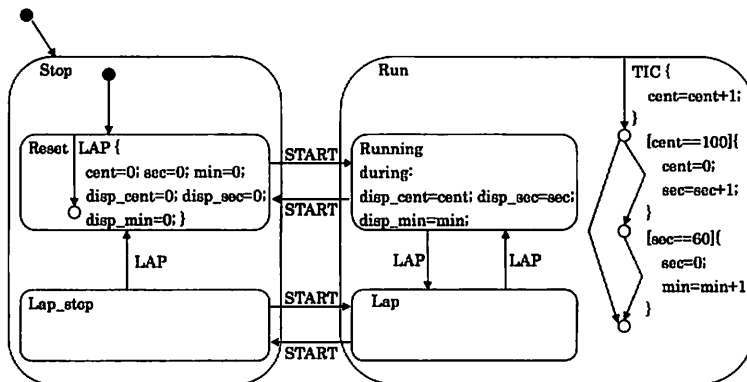 Stop
Run
TIC {
cent=cent+1;
}
Reset
LAP {
cent=0; sec=0; min=0;
disp_cent=0; disp_sec=0;
disp_min=0; }
START
START
Running
during:
disp_cent=cent; disp_sec=sec;
disp_min=min;
[cent==100]{
cent=0;
sec=sec+1;
}
[sec==60]{
sec=0;
min=min+1
}
LAP
LAP
LAP
Lap_stop
START
START
Lap